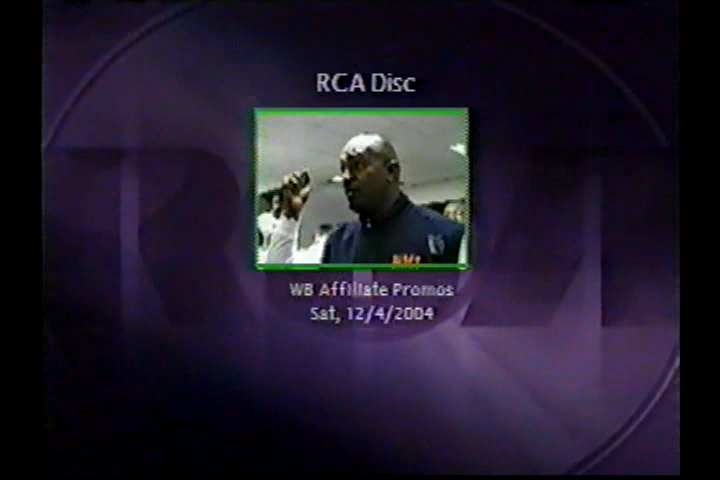 RCA Disc
WB Affiliate Promos
Sat, 12/4/2004